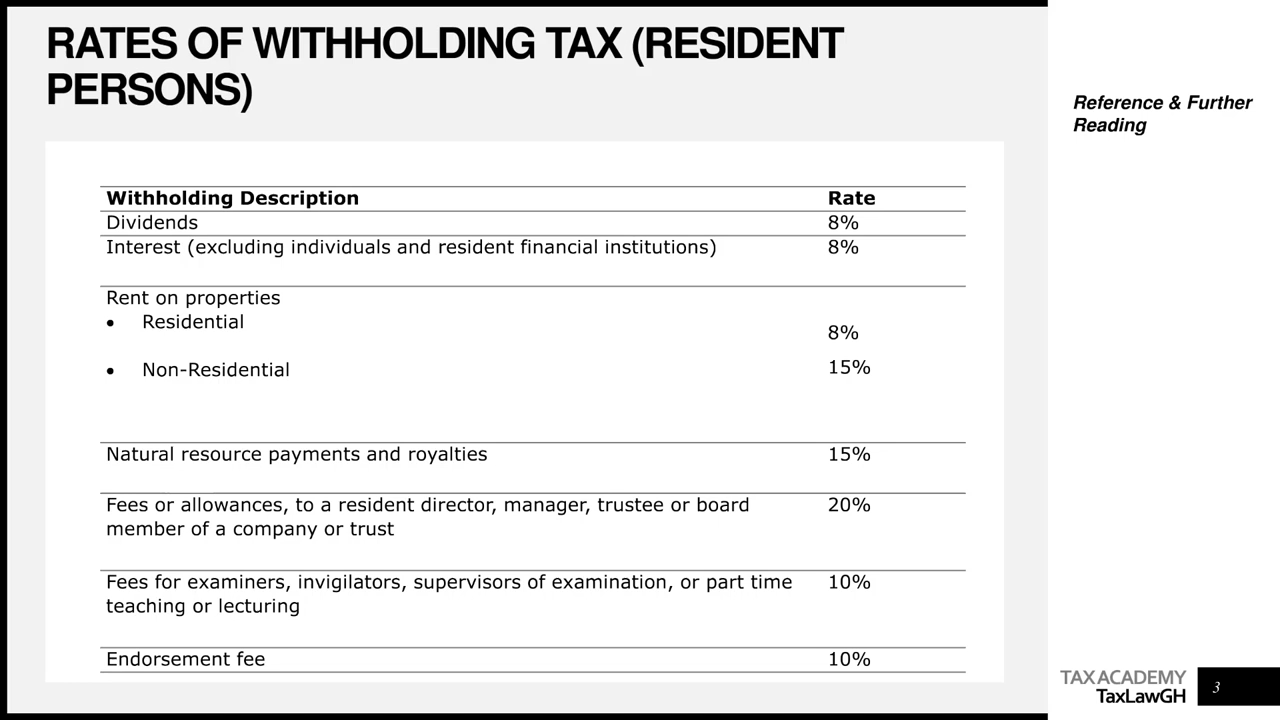 RATES OF WITHHOLDING TAX (RESIDENT
PERSONS)
Reference & Further
Reading
Withholding Description Rate
Dividends 8%
Interest (excluding individuals and resident financial institutions) 8%
Rent on properties
• Residential 8%
• Non-Residential 15%
Natural resource payments and royalties 15%
Fees or allowances, to a resident director, manager, trustee or board 20%
member of a company or trust
Fees for examiners, invigilators, supervisors of examination, or part time 10%
teaching or lecturing
Endorsement fee 10%
TAX ACADEMY
TaxLawGH
3